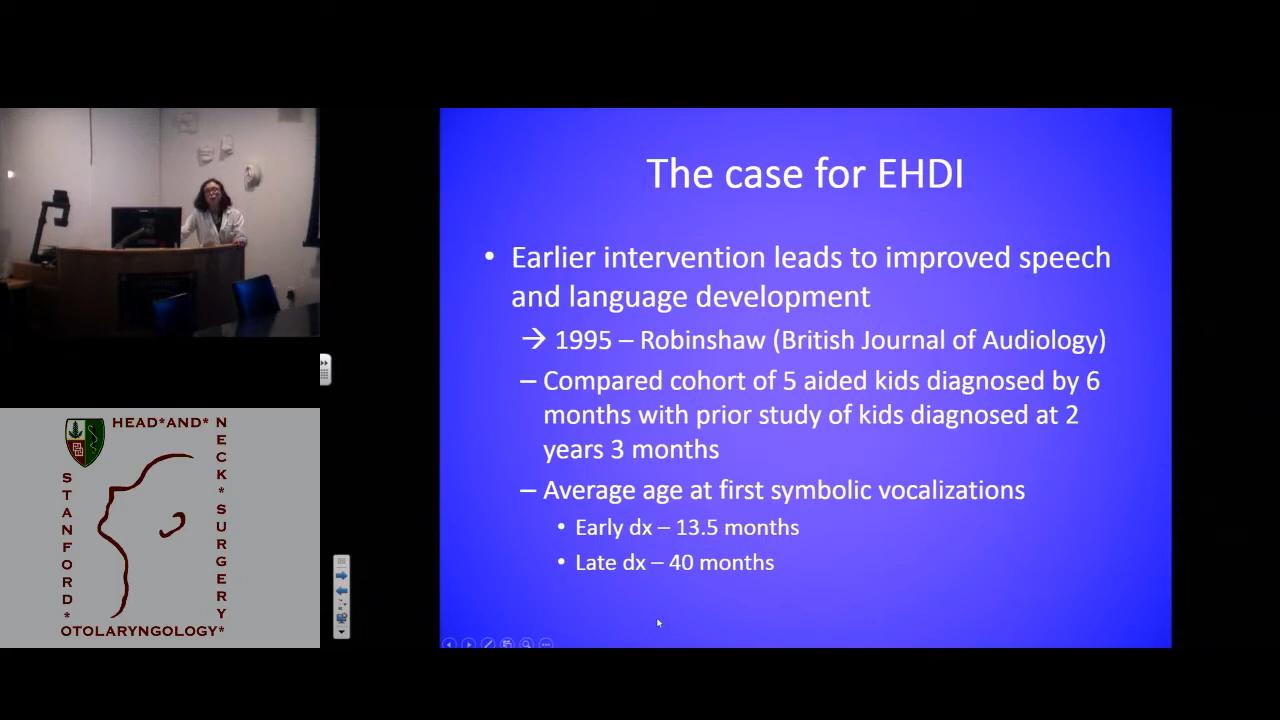 The case for EHDI
• Earlier intervention leads to improved speech
and language development
→ 1995 – Robinshaw (British Journal of Audiology)
– Compared cohort of 5 aided kids diagnosed by 6
months with prior study of kids diagnosed at 2
years 3 months
– Average age at first symbolic vocalizations
• Early dx – 13.5 months
• Late dx – 40 months
HEAD*AND*
NECK*SURGERY*
STANFORD*
OTOLARYNGOLOGY*